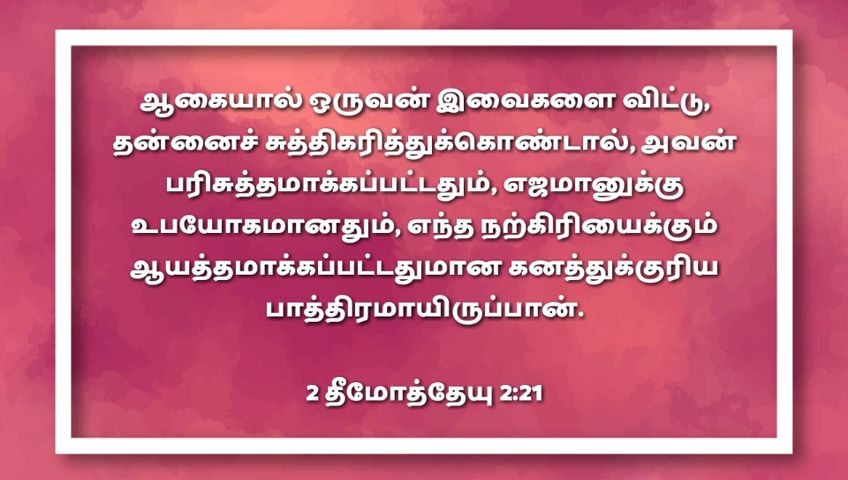 ஆகையால் ஒருவன் இவைகளை விட்டு,
தன்னைச் சுத்திகரித்துக்கொண்டால், அவன்
பரிசுத்தமாக்கப்பட்டதும், எஜமானுக்கு
உபயோகமானதும், எந்த நற்கிரியைக்கும்
ஆயத்தமாக்கப்பட்டதுமான கனத்துக்குரிய
பாத்திரமாயிருப்பான்.
2 தீமோத்தேயு 2:21